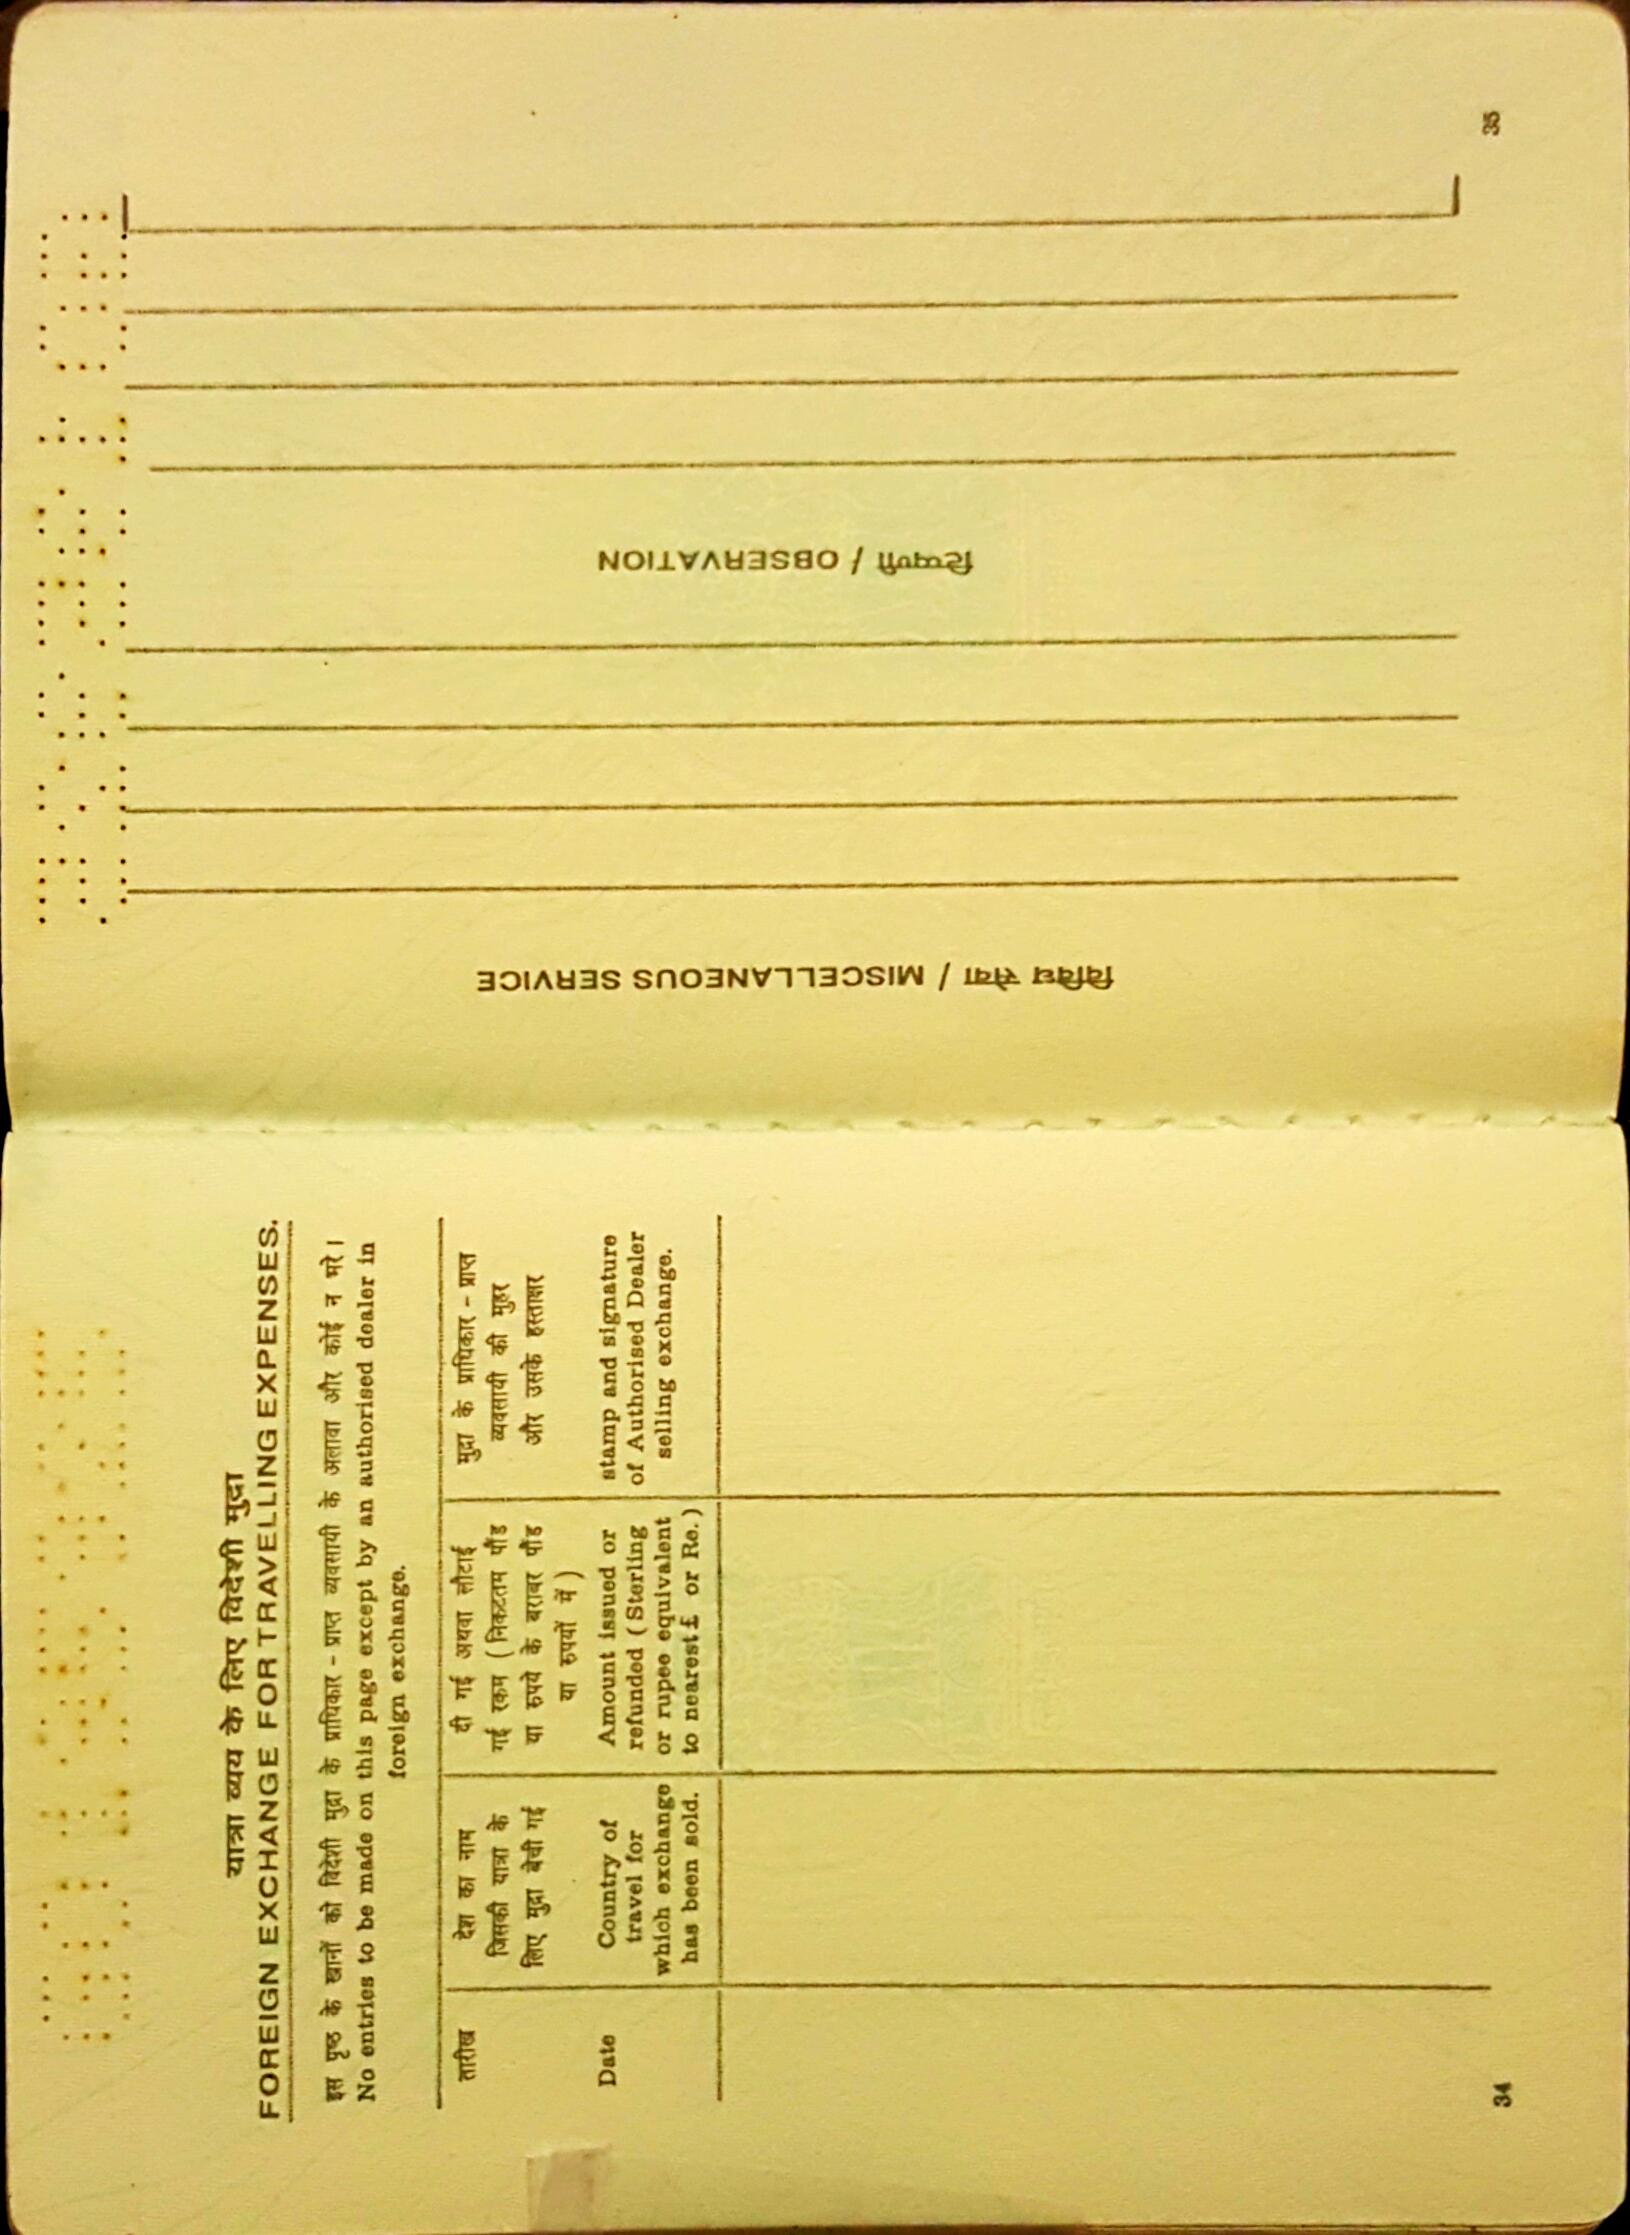 यात्रा व्यय के लिए विदेशी मुद्रा
FOREIGN EXCHANGE FOR TRAVELLING EXPENSES.
इस पृष्ठ के खानों को विदेशी मुद्रा के प्राधिकार - प्राप्त व्यवसायी के अलावा और कोई न भरे।
No entries to be made on this page except by an authorised dealer in
foreign exchange.
तारीख
Date
देश का नाम
जिसकी यात्रा के
लिए मुद्रा बेची गई
Country of
travel for
which exchange
has been sold.
दी गई अथवा लौटाई
गई रकम (निकटतम पौंड
या रुपये के बराबर पौंड
या रुपयों में)
Amount issued or
refunded (Sterling
or rupee equivalent
to nearest £ or Re.)
मुद्रा के प्राधिकार - प्राप्त
व्यवसायी की मुहर
और उसके हस्ताक्षर
stamp and signature
of Authorised Dealer
selling exchange.
34
विविध सेवा / MISCELLANEOUS SERVICE
टिप्पणी / OBSERVATION
35